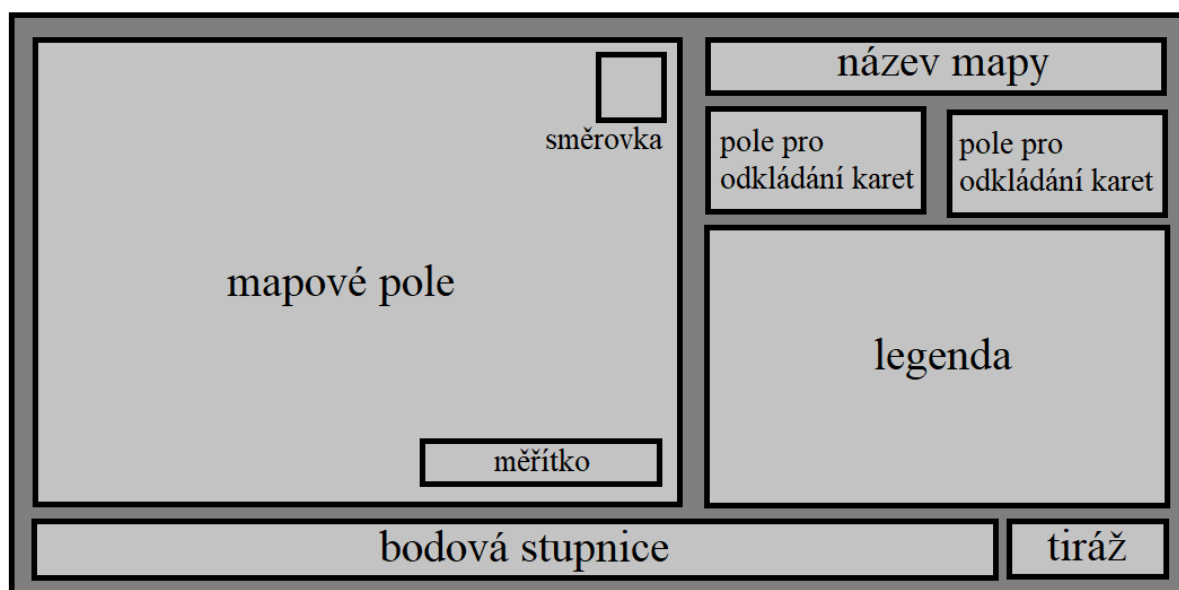 název mapy
směrovka
pole pro
odkládání karet
pole pro
odkládání karet
mapové pole
legenda
měřítko
bodová stupnice
tiráž